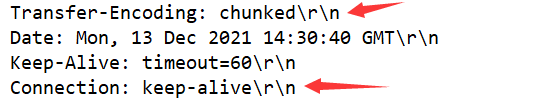 Transfer-Encoding: chunked\r\n
Date: Mon, 13 Dec 2021 14:30:40 GMT\r\n
Keep-Alive: timeout=60\r\n
Connection: keep-alive\r\n